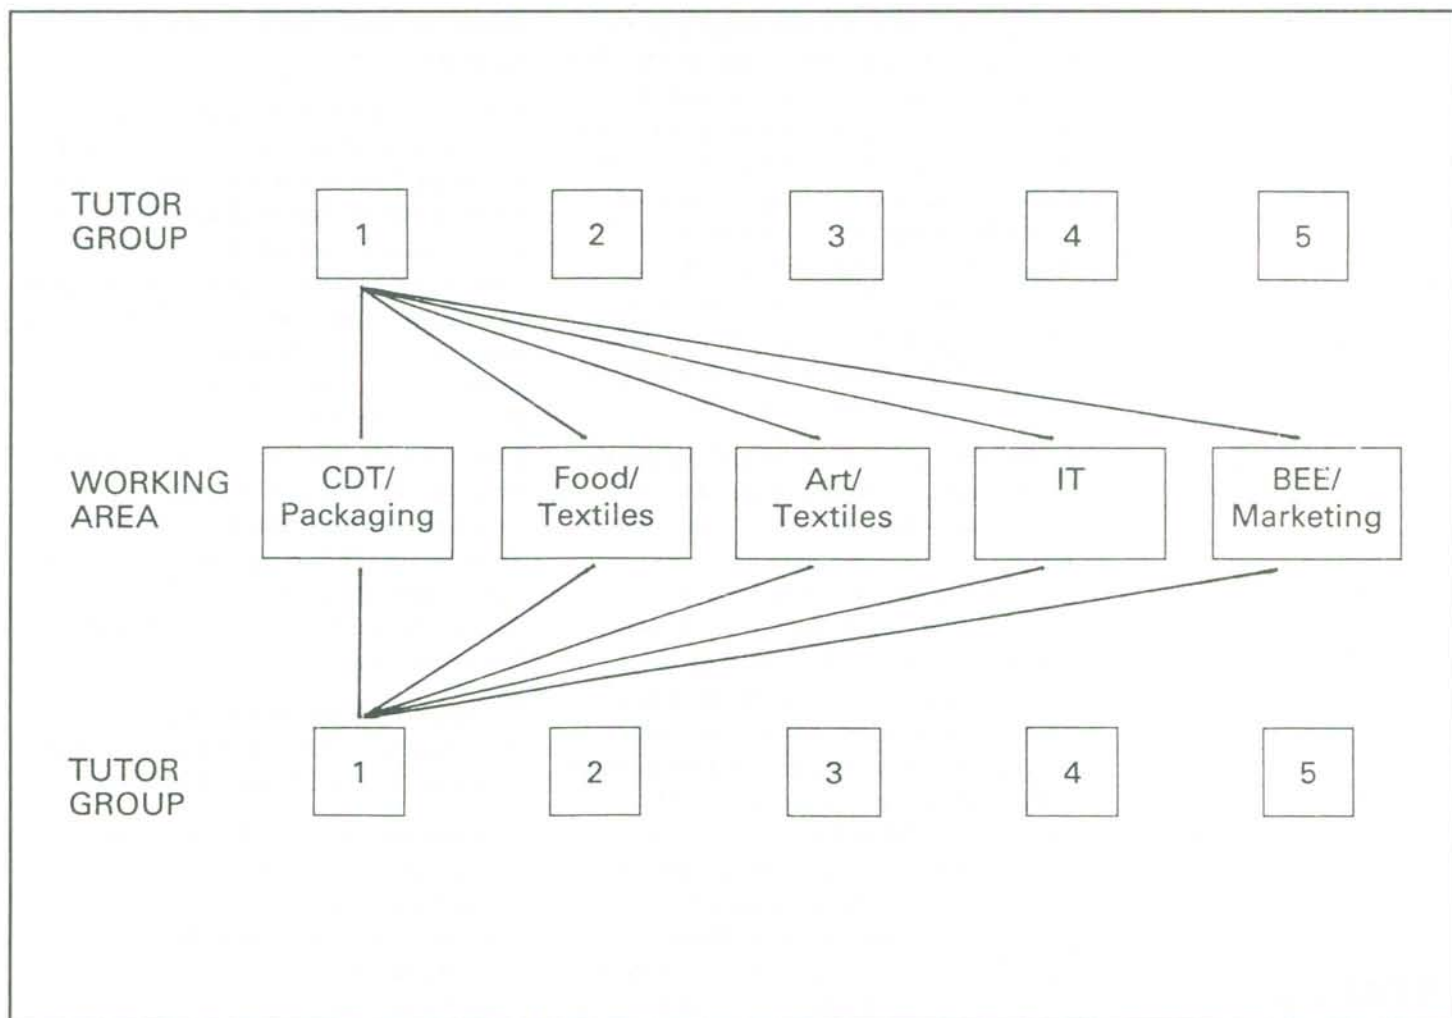 TUTOR
GROUP
1
2
3
4
5
WORKING
AREA
CDT/
Packaging
Food/
Textiles
Art/
Textiles
IT
BEE/
Marketing
TUTOR
GROUP
1
2
3
4
5